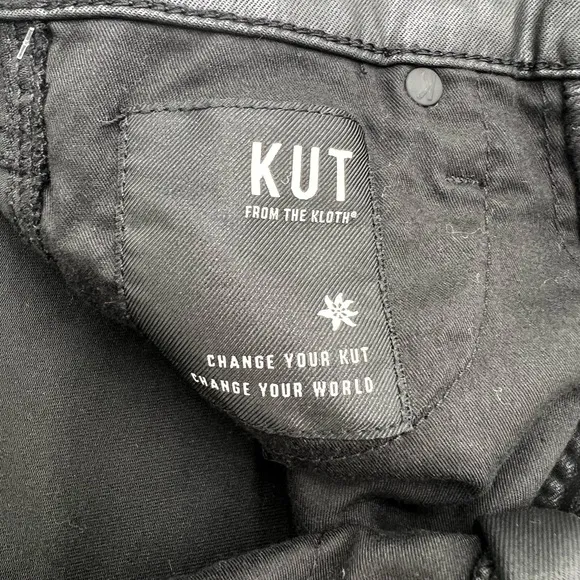 KUT
FROM THE KLOTH®
CHANGE YOUR KUT
CHANGE YOUR WORLD